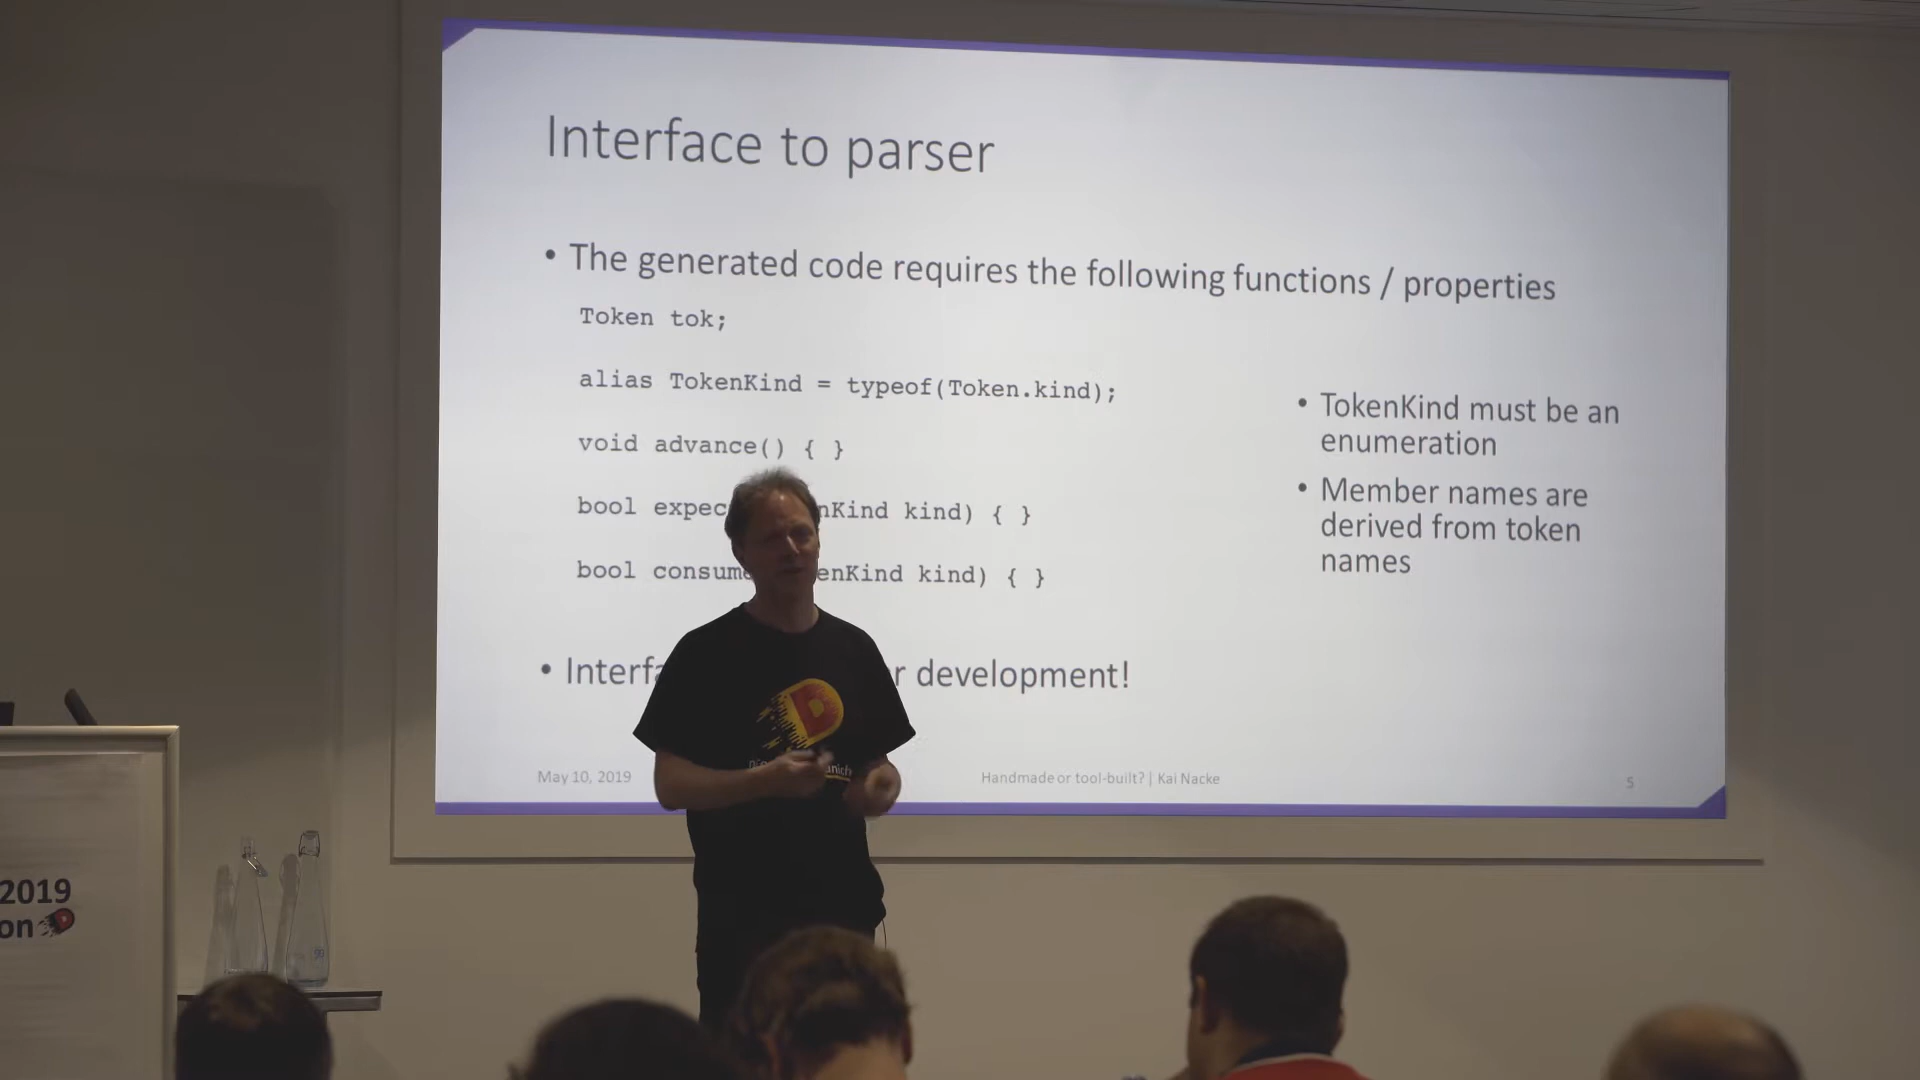 Interface to parser
• The generated code requires the following functions / properties
Token tok;
alias TokenKind = typeof(Token.kind);
void advance() { }
bool expec nKind kind) { }
bool consum enKind kind) { }
• TokenKind must be an
enumeration
• Member names are
derived from token
names
• Interfa r development!
May 10, 2019
Handmade or tool-built? | Kai Nacke
5
2019
on